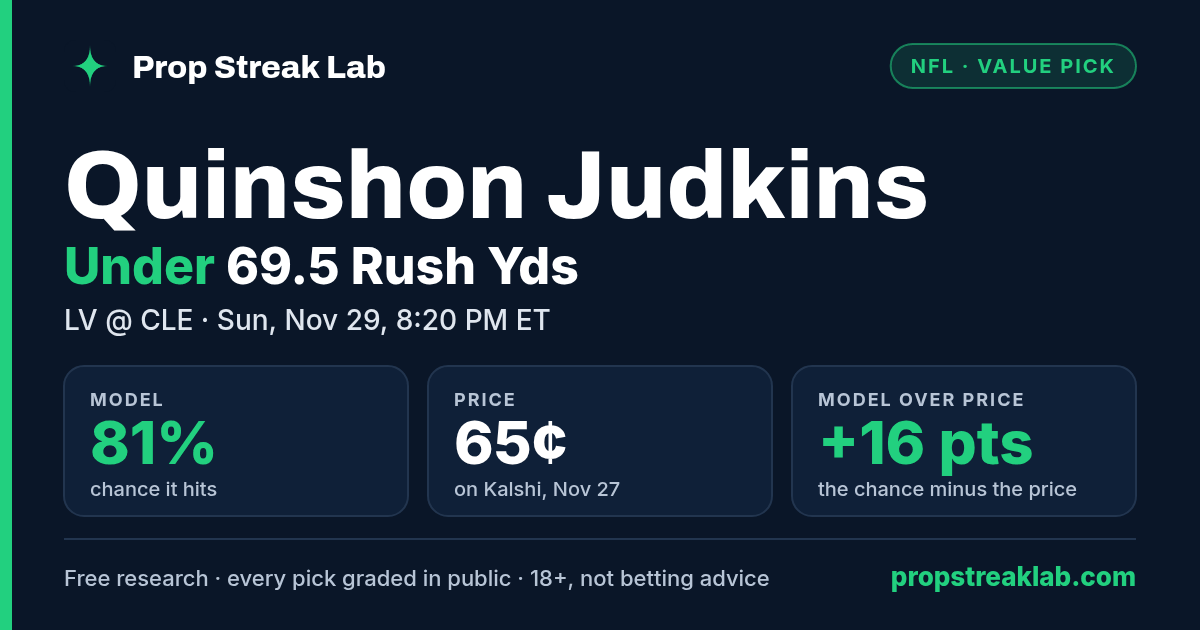 Prop Streak Lab
NFL · VALUE PICK
Quinshon Judkins
Under 69.5 Rush Yds
LV @ CLE · Sun, Nov 29, 8:20 PM ET
MODEL
81%
chance it hits
PRICE
65¢
on Kalshi, Nov 27
MODEL OVER PRICE
+16 pts
the chance minus the price
Free research · every pick graded in public · 18+, not betting advice
propstreaklab.com